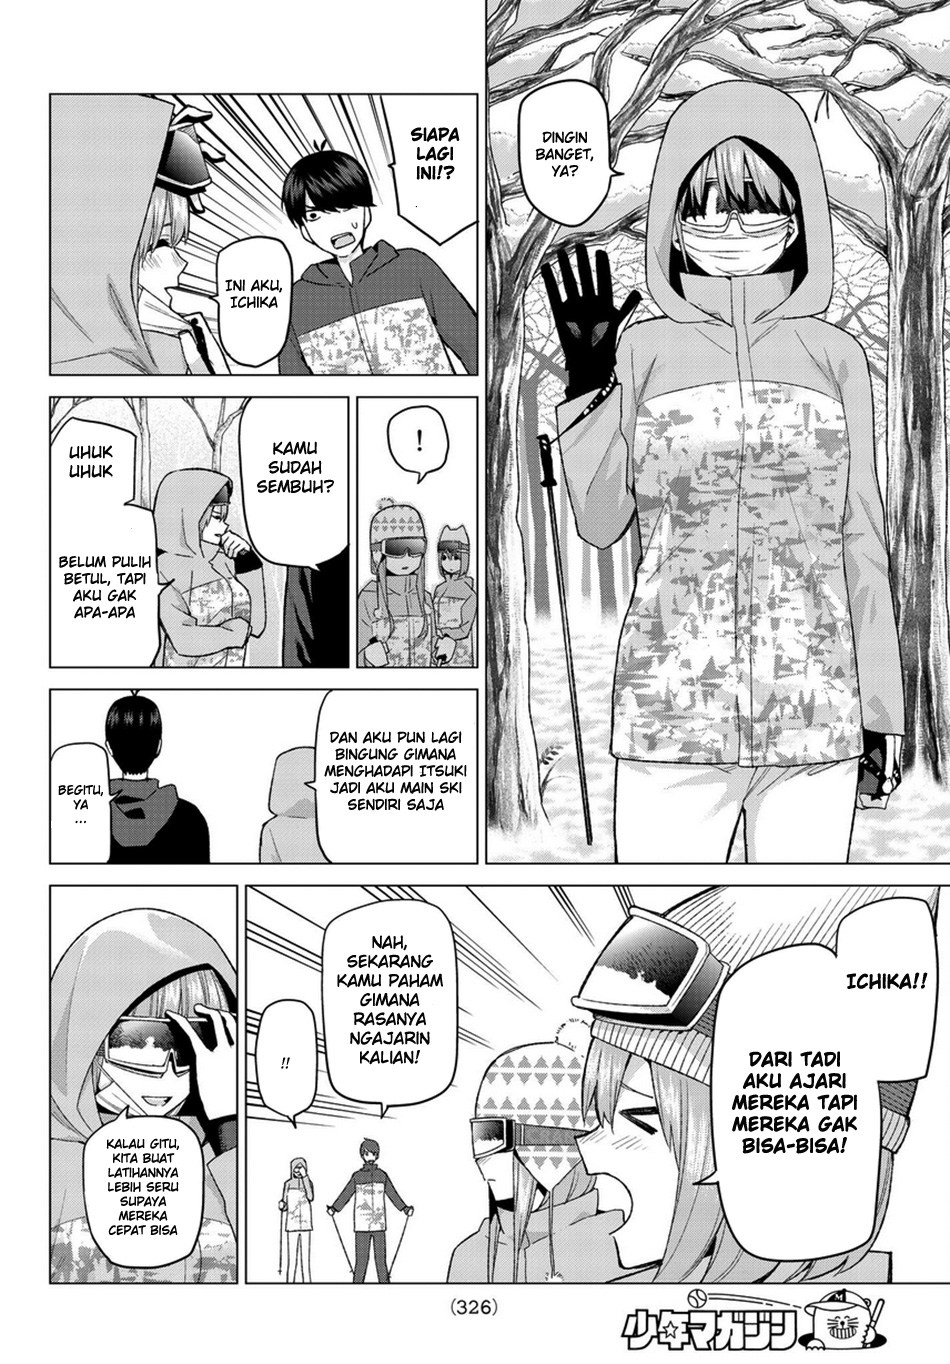 DINGIN
BANGET,
YA?
SIAPA
LAGI
INI!?
INI AKU,
ICHIKA
!
KAMU
SUDAH
SEMBUH?
UHUK
UHUK
BELUM PULIH
BETUL, TAPI
AKU GAK
APA-APA
DAN AKU PUN LAGI
BINGUNG GIMANA
MENGHADAPI ITSUKI
JADI AKU MAIN SKI
SENDIRI SAJA
BEGITU,
YA
...
ICHIKA!!
DARI TADI
AKU AJARI
MEREKA TAPI
MEREKA GAK
BISA-BISA!
NAH,
SEKARANG
KAMU PAHAM
GIMANA
RASANYA
NGAJARIN
KALIAN!
!!
KALAU GITU,
KITA BUAT
LATIHANNYA
LEBIH SERU
SUPAYA
MEREKA
CEPAT BISA
(326)
少年マガジン
M